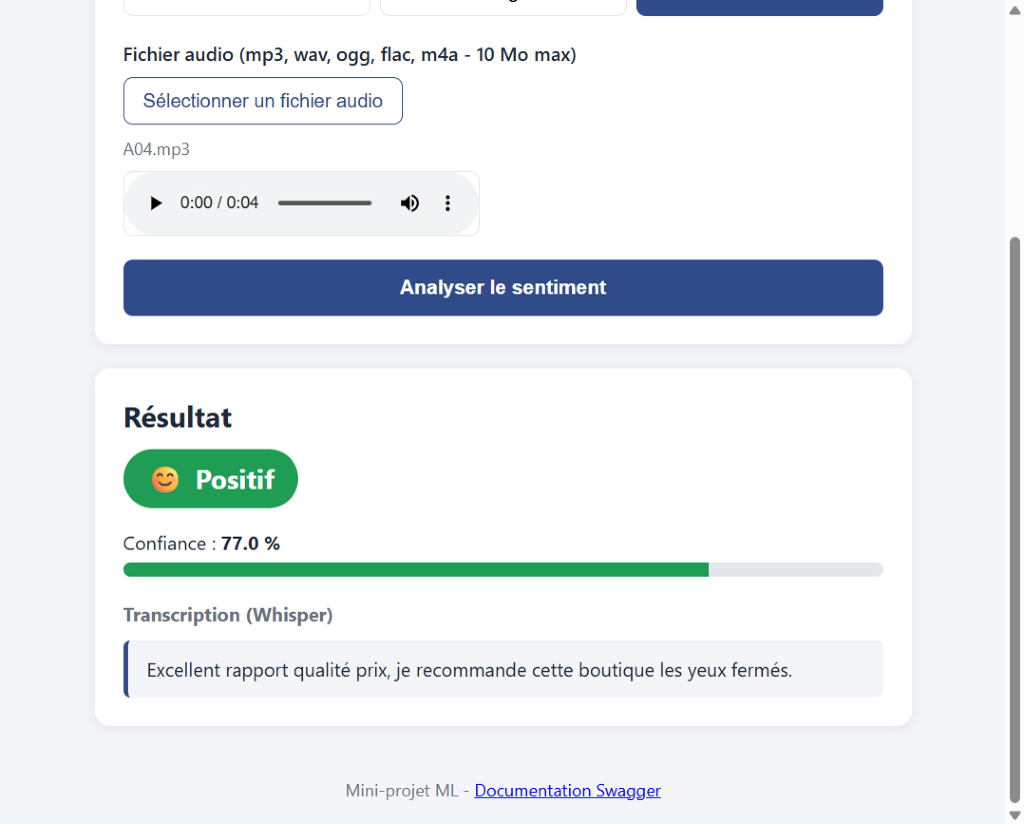 Fichier audio (mp3, wav, ogg, flac, m4a - 10 Mo max)
Sélectionner un fichier audio
A04.mp3
0:00 / 0:04
Analyser le sentiment
Résultat
Positif
Confiance : 77.0 %
Transcription (Whisper)
Excellent rapport qualité prix, je recommande cette boutique les yeux fermés.
Mini-projet ML - Documentation Swagger